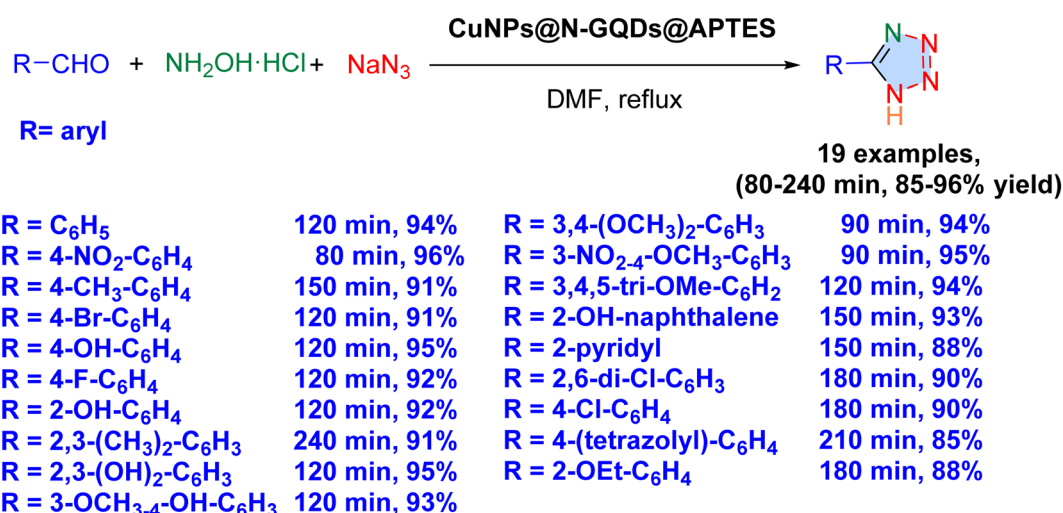 CuNPs@N-GQDs@APTES
R-CHO + NH₂OH·HCl + NaN₃
DMF, reflux
R
N
N
N
N
H
R= aryl
19 examples,
(80-240 min, 85-96% yield)
R = C₆H₅ 120 min, 94%
R = 4-NO₂-C₆H₄ 80 min, 96%
R = 4-CH₃-C₆H₄ 150 min, 91%
R = 4-Br-C₆H₄ 120 min, 91%
R = 4-OH-C₆H₄ 120 min, 95%
R = 4-F-C₆H₄ 120 min, 92%
R = 2-OH-C₆H₄ 120 min, 92%
R = 2,3-(CH₃)₂-C₆H₃ 240 min, 91%
R = 2,3-(OH)₂-C₆H₃ 120 min, 95%
R = 3-OCH₃₋₄-OH-C₆H₃ 120 min, 93%
R = 3,4-(OCH₃)₂-C₆H₃ 90 min, 94%
R = 3-NO₂₋₄-OCH₃-C₆H₃ 90 min, 95%
R = 3,4,5-tri-OMe-C₆H₂ 120 min, 94%
R = 2-OH-naphthalene 150 min, 93%
R = 2-pyridyl 150 min, 88%
R = 2,6-di-Cl-C₆H₃ 180 min, 90%
R = 4-Cl-C₆H₄ 180 min, 90%
R = 4-(tetrazolyl)-C₆H₄ 210 min, 85%
R = 2-OEt-C₆H₄ 180 min, 88%